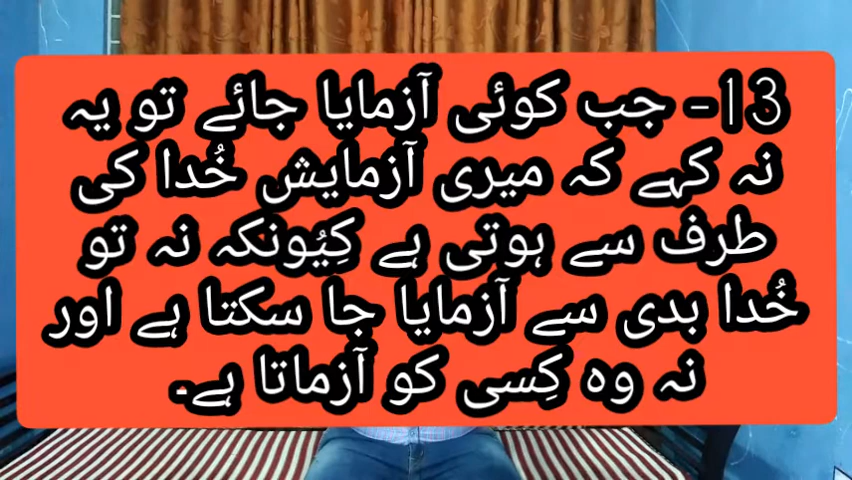 13- جب کوئی آزمایا جائے تو یہ
نہ کہے کہ میری آزمایش خُدا کی
طرف سے ہوتی ہے کِیُونکہ نہ تو
خُدا بدی سے آزمایا جا سکتا ہے اور
نہ وہ کِسی کو آزماتا ہے۔